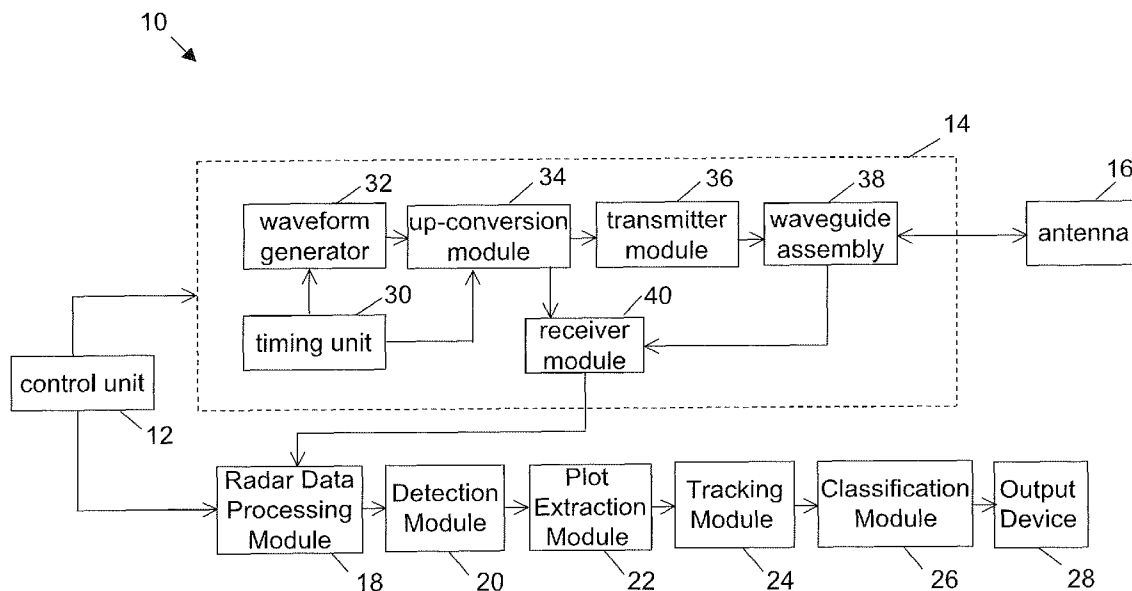 10
14
32
34
36
38
16
waveform
generator
up-conversion
module
transmitter
module
waveguide
assembly
antenna
30
40
timing unit
receiver
module
control unit
12
Radar Data
Processing
Module
Detection
Module
Plot
Extraction
Module
Tracking
Module
Classification
Module
Output
Device
18
20
22
24
26
28